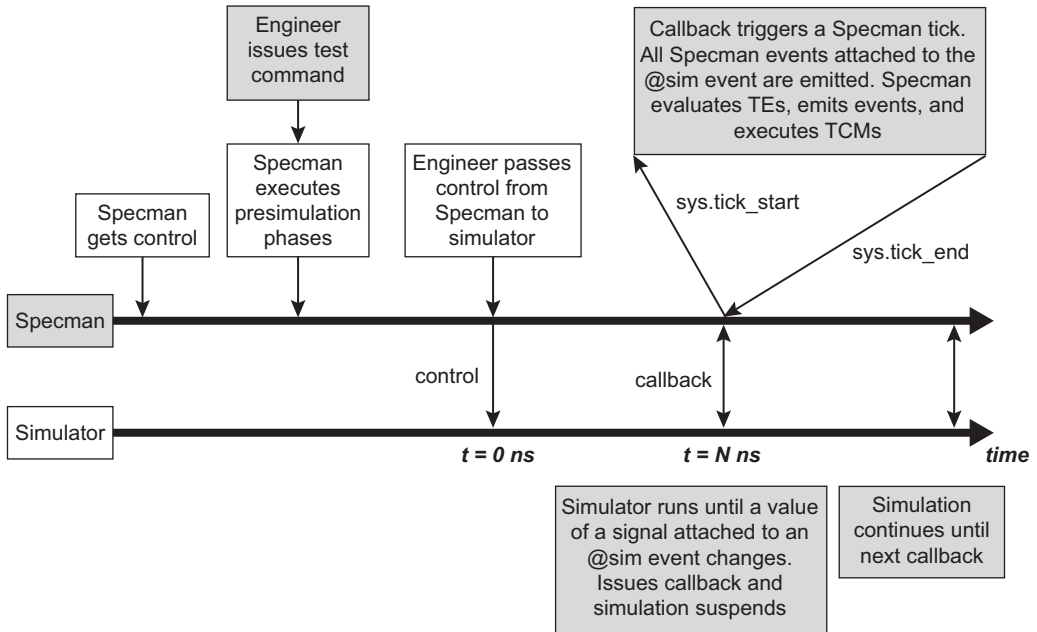 Engineer
issues test
command
Callback triggers a Specman tick.
All Specman events attached to the
@sim event are emitted. Specman
evaluates TEs, emits events, and
executes TCMs
Specman
gets control
Specman
executes
presimulation
phases
Engineer passes
control from
Specman to
simulator
sys.tick_start
sys.tick_end
Specman
control
callback
Simulator
t = 0 ns
t = N ns
time
Simulator runs until a value
of a signal attached to an
@sim event changes.
Issues callback and
simulation suspends
Simulation
continues until
next callback